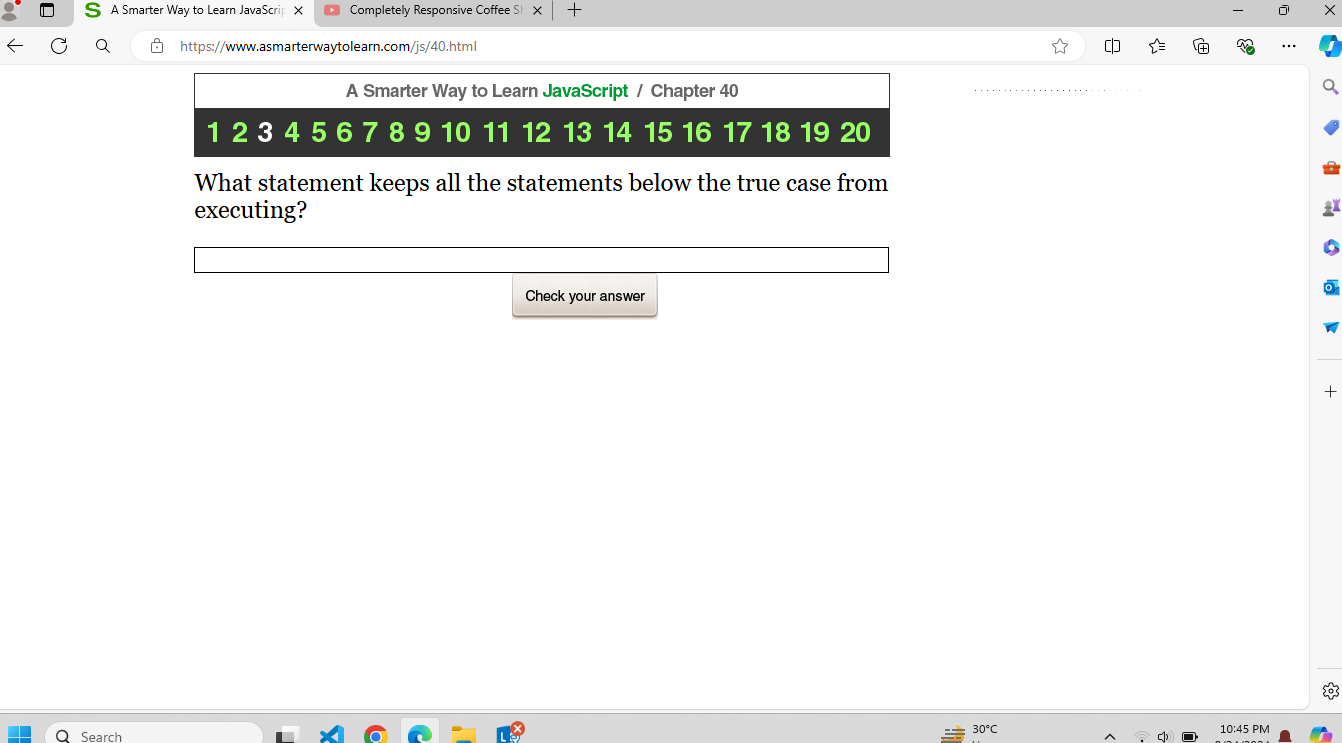 A Smarter Way to Learn JavaScrip
Completely Responsive Coffee S
https://www.asmarterwaytolearn.com/js/40.html
A Smarter Way to Learn JavaScript / Chapter 40
1 2 3 4 5 6 7 8 9 10 11 12 13 14 15 16 17 18 19 20
What statement keeps all the statements below the true case from
executing?
Check your answer
Search
30°C
10:45 PM